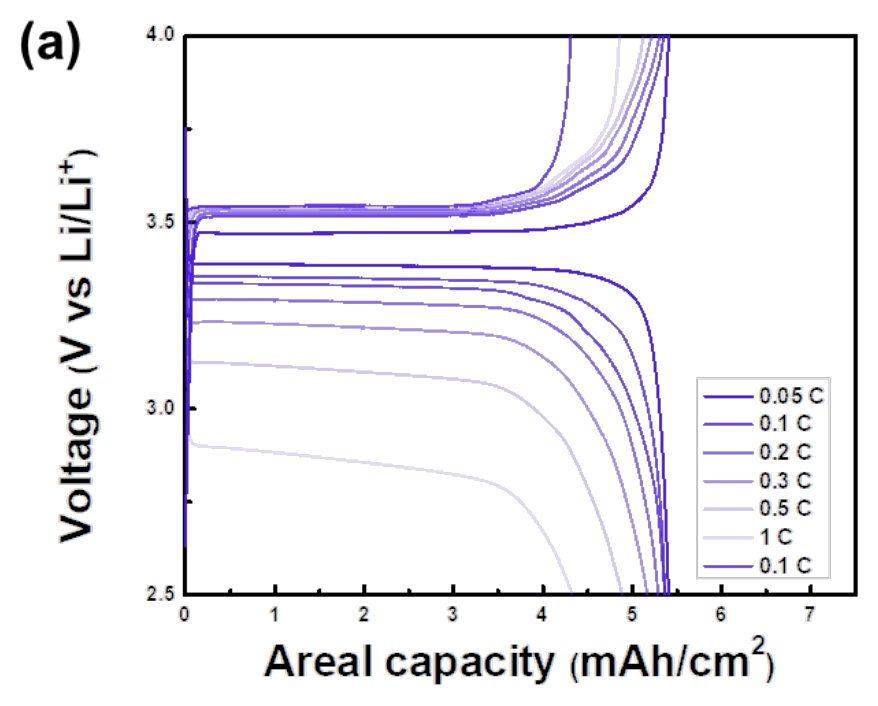 (a)
4.0
3.5
3.0
2.5
Voltage (V vs Li/Li⁺)
0.05 C
0.1 C
0.2 C
0.3 C
0.5 C
1 C
0.1 C
0 1 2 3 4 5 6 7
Areal capacity (mAh/cm²)